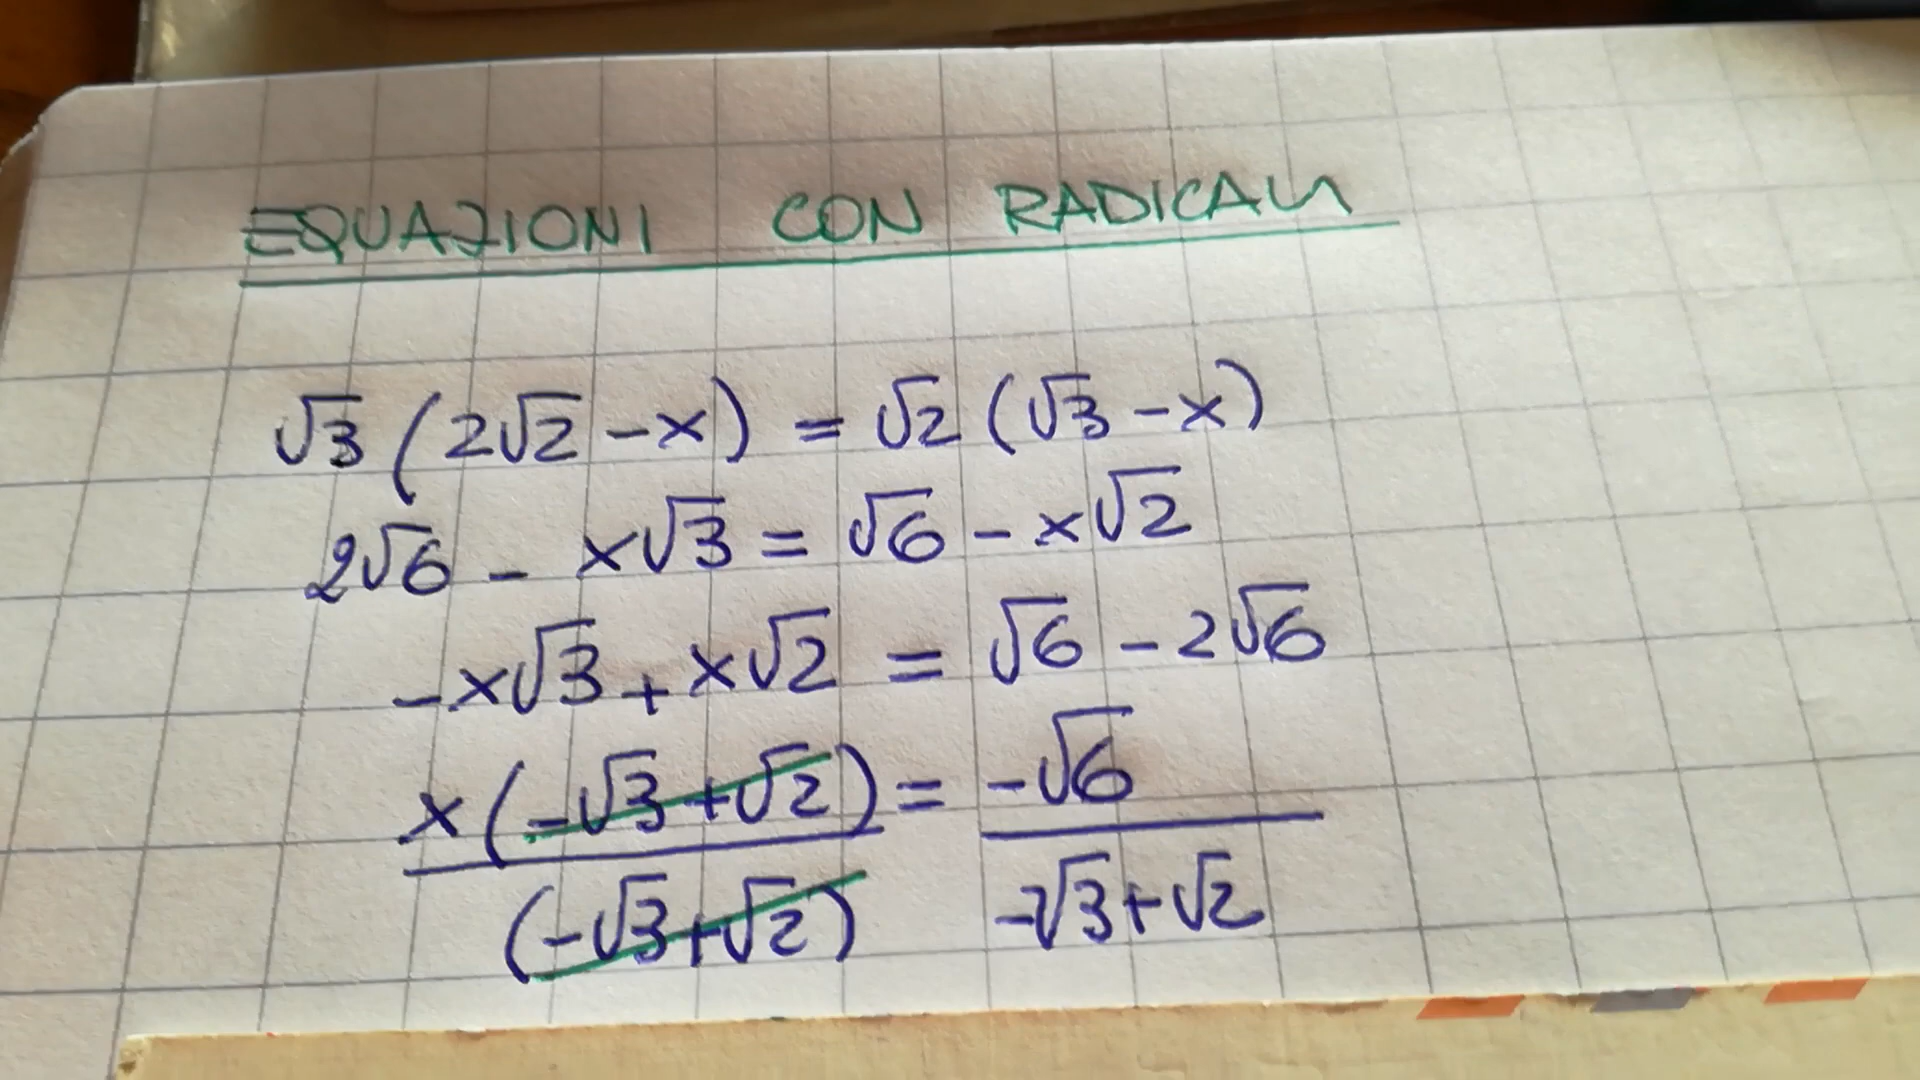 EQUAZIONI CON RADICALI
√3 (2√2 - x) = √2 (√3 - x)
2√6 - x√3 = √6 - x√2
-x√3 + x√2 = √6 - 2√6
x (-√3 + √2) = -√6
(-√3 + √2) -√3 + √2